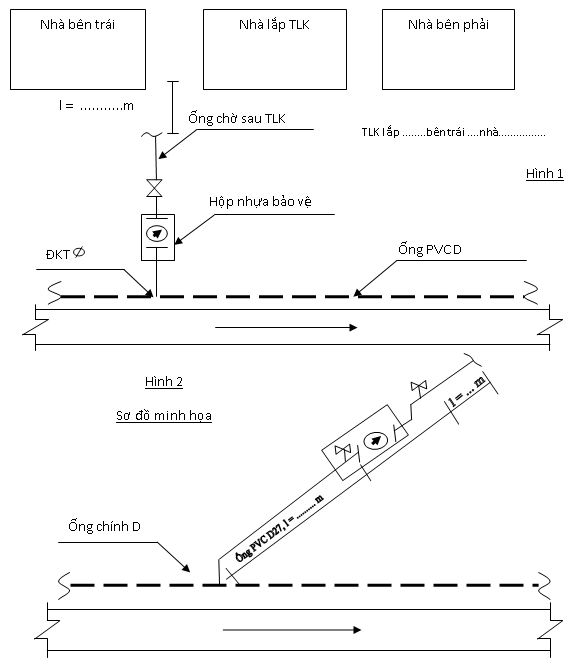 Nhà bên trái
Nhà lắp TLK
Nhà bên phải
l = ...........m
Ống chờ sau TLK
TLK lắp ........bên trái ....nhà................
Hình 1
Hộp nhựa bảo vệ
ĐKT Ø
Ống PVCD
Hình 2
Sơ đồ minh họa
l = ... m
Ống PVC D27, l = .......... m
Ống chính D